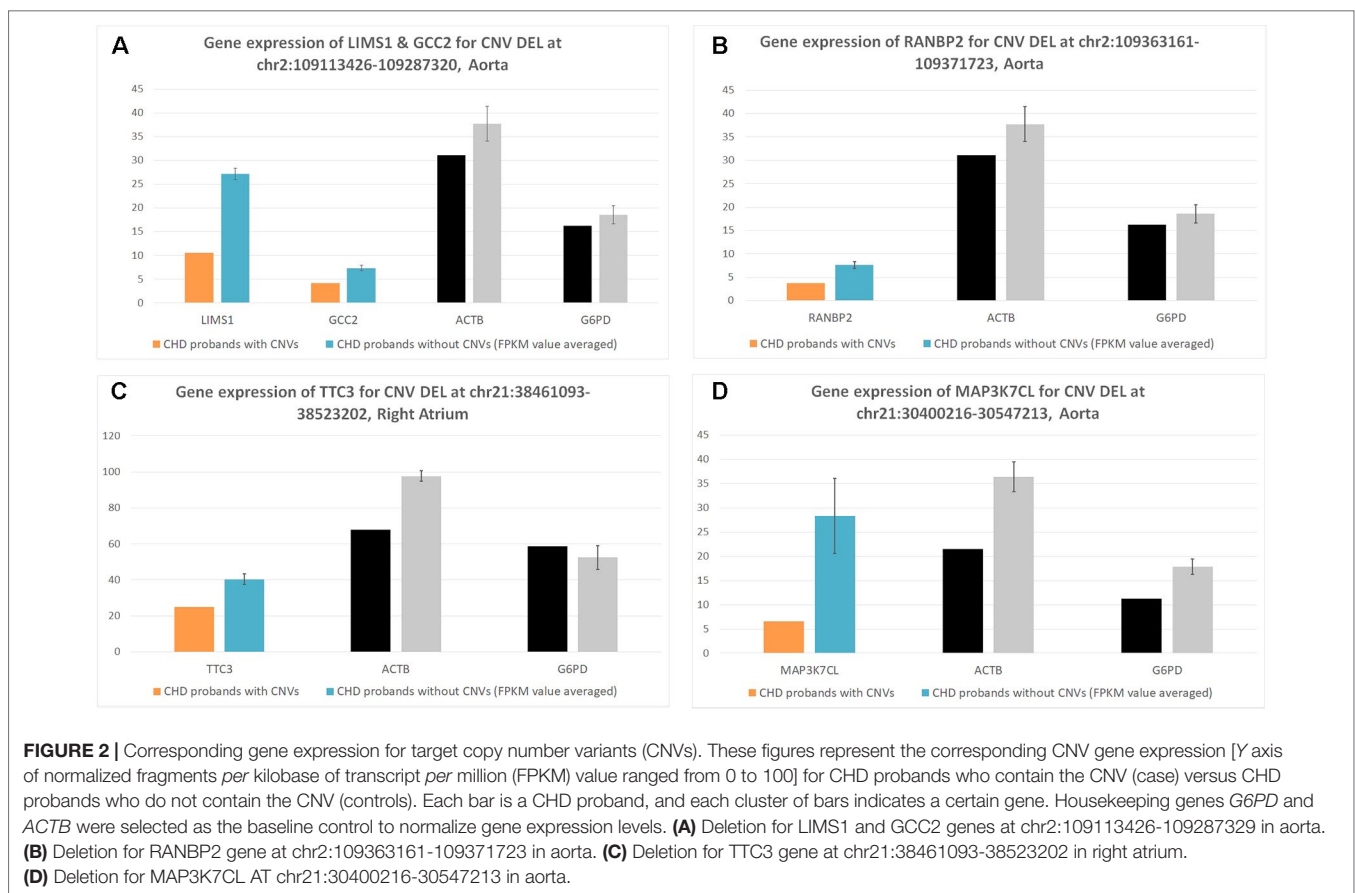 A
Gene expression of LIMS1 & GCC2 for CNV DEL at
chr2:109113426-109287320, Aorta
45
40
35
30
25
20
15
10
5
0
LIMS1 GCC2 ACTB G6PD
CHD probands with CNVs CHD probands without CNVs (FPKM value averaged)
B
Gene expression of RANBP2 for CNV DEL at chr2:109363161-
109371723, Aorta
45
40
35
30
25
20
15
10
5
0
RANBP2 ACTB G6PD
CHD probands with CNVs CHD probands without CNVs (FPKM value averaged)
C
Gene expression of TTC3 for CNV DEL at chr21:38461093-
38523202, Right Atrium
120
100
80
60
40
20
0
TTC3 ACTB G6PD
CHD probands with CNVs CHD probands without CNVs (FPKM value averaged)
D
Gene expression of MAP3K7CL for CNV DEL at
chr21:30400216-30547213, Aorta
45
40
35
30
25
20
15
10
5
0
MAP3K7CL ACTB G6PD
CHD probands with CNVs CHD probands without CNVs (FPKM value averaged)
FIGURE 2 | Corresponding gene expression for target copy number variants (CNVs). These figures represent the corresponding CNV gene expression [Y axis
of normalized fragments per kilobase of transcript per million (FPKM) value ranged from 0 to 100] for CHD probands who contain the CNV (case) versus CHD
probands who do not contain the CNV (controls). Each bar is a CHD proband, and each cluster of bars indicates a certain gene. Housekeeping genes G6PD and
ACTB were selected as the baseline control to normalize gene expression levels. (A) Deletion for LIMS1 and GCC2 genes at chr2:109113426-109287329 in aorta.
(B) Deletion for RANBP2 gene at chr2:109363161-109371723 in aorta. (C) Deletion for TTC3 gene at chr21:38461093-38523202 in right atrium.
(D) Deletion for MAP3K7CL AT chr21:30400216-30547213 in aorta.